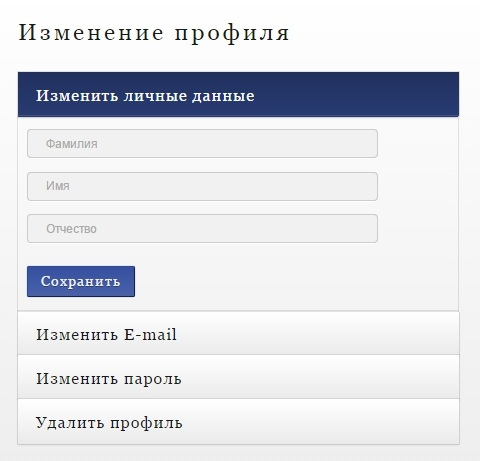 Изменение профиля
Изменить личные данные
Фамилия
Имя
Отчество
Сохранить
Изменить E-mail
Изменить пароль
Удалить профиль